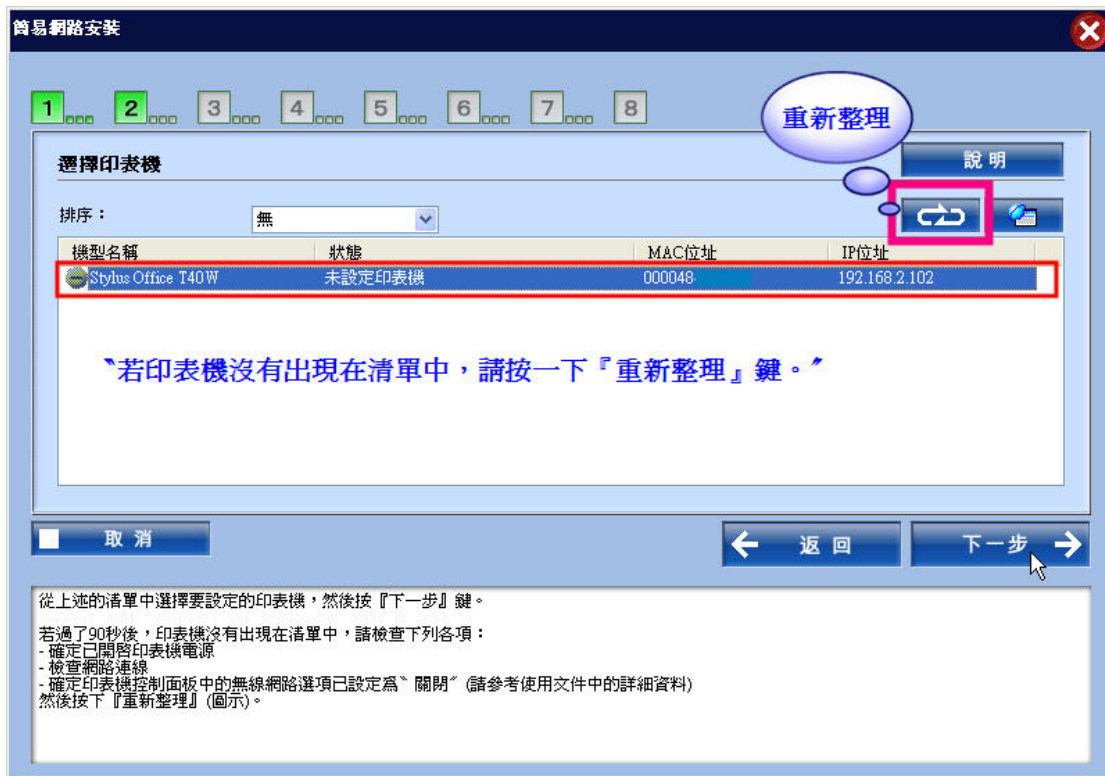 簡易網路安裝
1 2 3 4 5 6 7 8
重新整理
選擇印表機
說明
排序：
無
機型名稱 狀態 MAC位址 IP位址
Stylus Office T40W 未設定印表機 000048- 192.168.2.102
〝若印表機沒有出現在清單中，請按一下『重新整理』鍵。〞
取消
返回
下一步
從上述的清單中選擇要設定的印表機，然後按『下一步』鍵。
若過了90秒後，印表機沒有出現在清單中，請檢查下列各項：
- 確定已開啟印表機電源
- 檢查網路連線
- 確定印表機控制面板中的無線網路選項已設定為〝關閉〞(請參考使用文件中的詳細資料)
然後按下『重新整理』(圖示)。